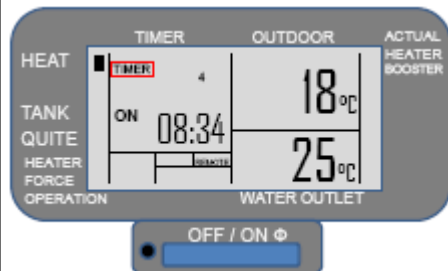 TIMER OUTDOOR ACTUAL
HEAT HEATER
BOOSTER
TIMER
4
18°C
TANK
ON
08:34
QUITE
HEATER
REMOTE
25°C
FORCE
OPERATION
WATER OUTLET
OFF / ON Φ